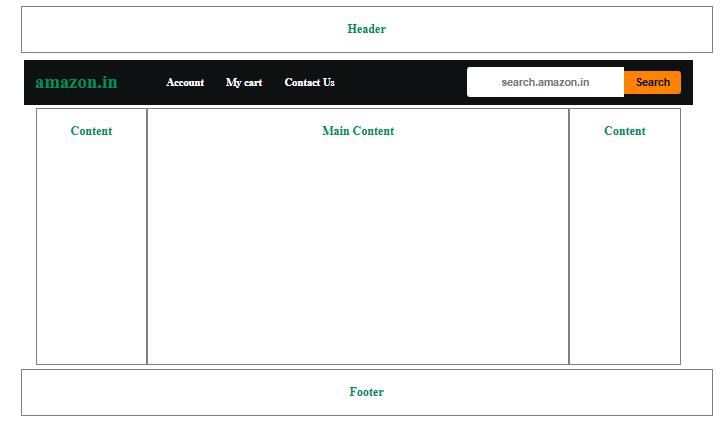 Header
amazon.in Account My cart Contact Us search.amazon.in Search
Content Main Content Content
Footer